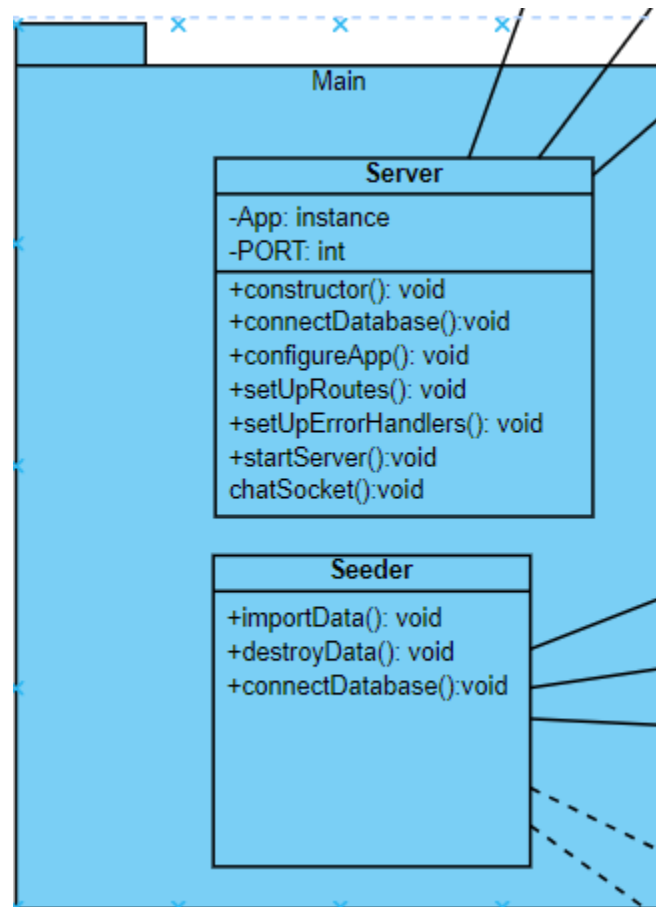 Main
Server
-App: instance
-PORT: int
+constructor(): void
+connectDatabase():void
+configureApp(): void
+setUpRoutes(): void
+setUpErrorHandlers(): void
+startServer():void
chatSocket():void
Seeder
+importData(): void
+destroyData(): void
+connectDatabase():void